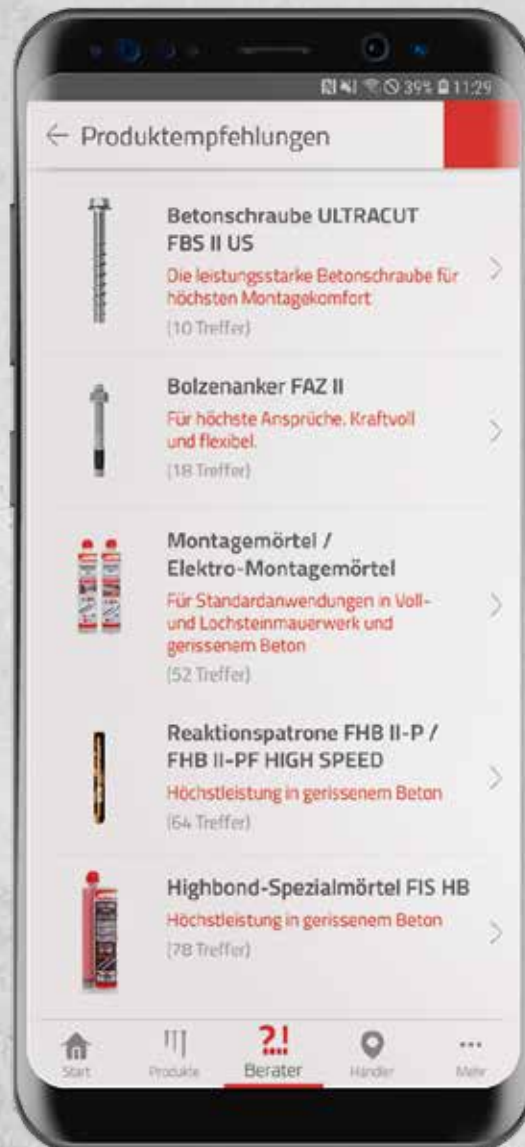 39% 11:29
← Produktempfehlungen
Betonschraube ULTRACUT
FBS II US
Die leistungsstarke Betonschraube für
höchsten Montagekomfort
(10 Treffer)
Bolzenanker FAZ II
Für höchste Ansprüche. Kraftvoll
und flexibel.
(18 Treffer)
Montagemörtel /
Elektro-Montagemörtel
Für Standardanwendungen in Voll-
und Lochsteinmauerwerk und
gerissenem Beton
(52 Treffer)
Reaktionspatrone FHB II-P /
FHB II-PF HIGH SPEED
Höchstleistung in gerissenem Beton
(64 Treffer)
Highbond-Spezialmörtel FIS HB
Höchstleistung in gerissenem Beton
(78 Treffer)
Start Produkte Berater Händler Mehr